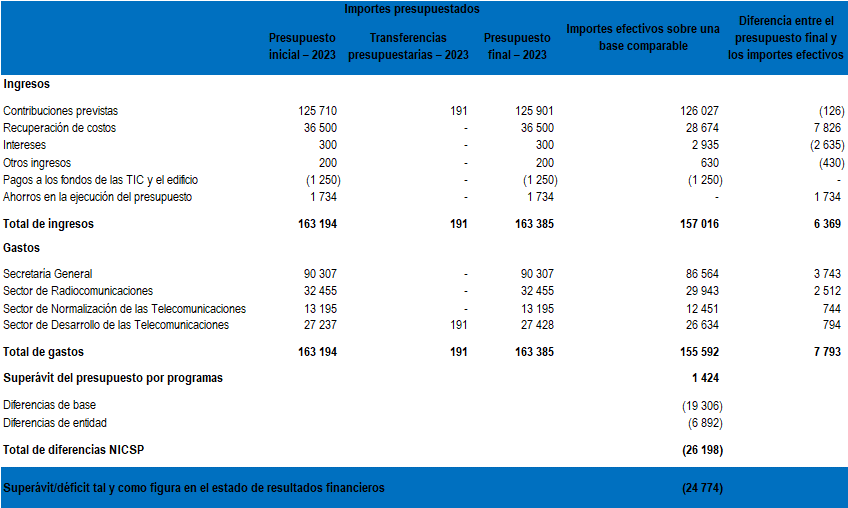 Importes presupuestados
Presupuesto inicial – 2023 Transferencias presupuestarias – 2023 Presupuesto final – 2023 Importes efectivos sobre una base comparable Diferencia entre el presupuesto final y los importes efectivos
Ingresos
Contribuciones previstas 125 710 191 125 901 126 027 (126)
Recuperación de costos 36 500 - 36 500 28 674 7 826
Intereses 300 - 300 2 935 (2 635)
Otros ingresos 200 - 200 630 (430)
Pagos a los fondos de las TIC y el edificio (1 250) - (1 250) (1 250) -
Ahorros en la ejecución del presupuesto 1 734 - 1 734 - 1 734
Total de ingresos 163 194 191 163 385 157 016 6 369
Gastos
Secretaría General 90 307 - 90 307 86 564 3 743
Sector de Radiocomunicaciones 32 455 - 32 455 29 943 2 512
Sector de Normalización de las Telecomunicaciones 13 195 - 13 195 12 451 744
Sector de Desarrollo de las Telecomunicaciones 27 237 191 27 428 26 634 794
Total de gastos 163 194 191 163 385 155 592 7 793
Superávit del presupuesto por programas 1 424
Diferencias de base (19 306)
Diferencias de entidad (6 892)
Total de diferencias NICSP (26 198)
Superávit/déficit tal y como figura en el estado de resultados financieros (24 774)